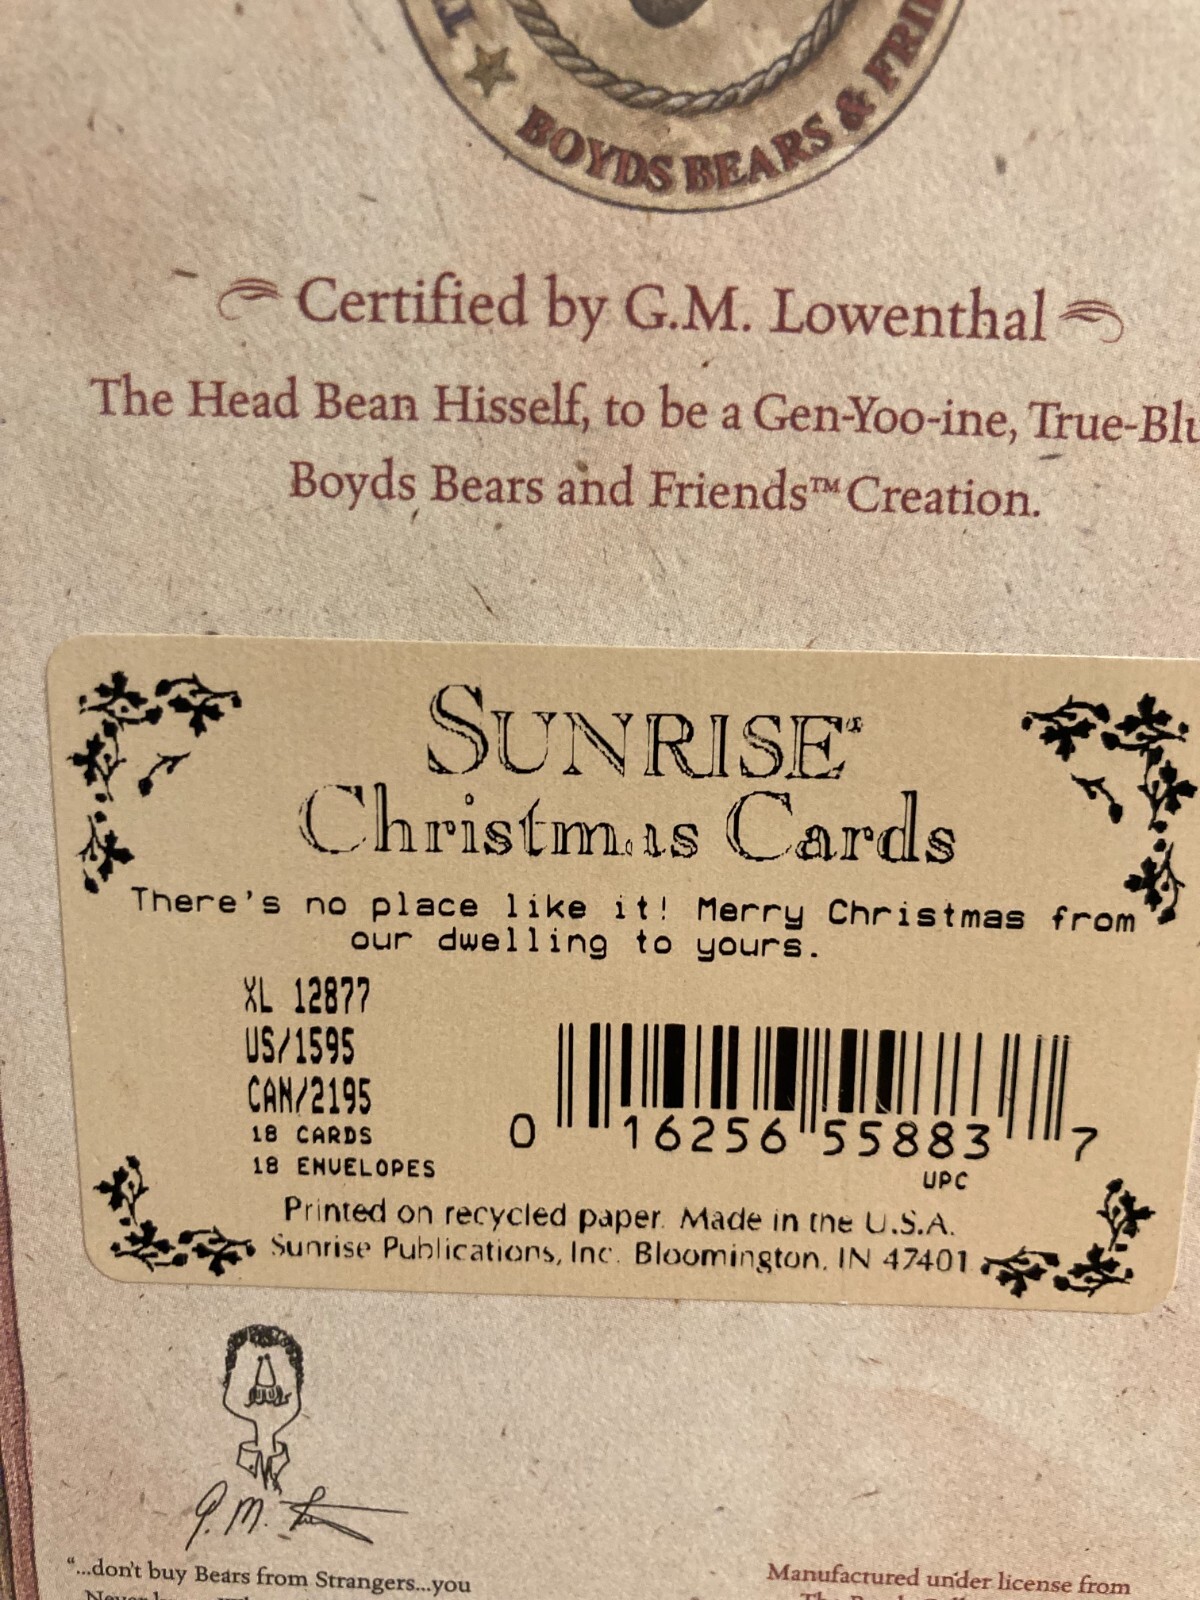 BOYDS BEARS &
Certified by G.M. Lowenthal
The Head Bean Hisself, to be a Gen-Yoo-ine,
Boyds Bears and Friends™ Creation.
SUNRISE®
Christmas Cards
There's no place like it! Merry Christmas from
our dwelling to yours.
XL 12877
US/1595
CAN/2195
18 CARDS
18 ENVELOPES
0 16256 55883 7
UPC
Printed on recycled paper. Made in the U.S.A.
Sunrise Publications, Inc. Bloomington, IN 47401
G.M.
"...don't buy Bears from Strangers...you
Manufactured under license from